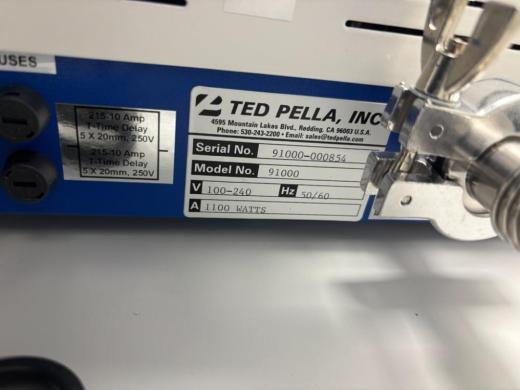 USES
215-10 Amp
T-Time Delay
5 X 20mm, 250V
215-10 Amp
T-Time Delay
5 X 20mm, 250V
TED PELLA, INC
4595 Mountain Lakes Blvd., Redding, CA 96003 U.S.A.
Phone: 530-243-2200 • Email: sales@tedpella.com
Serial No. 91000-000854
Model No. 91000
V 100-240 Hz 50/60
A 1100 WATTS